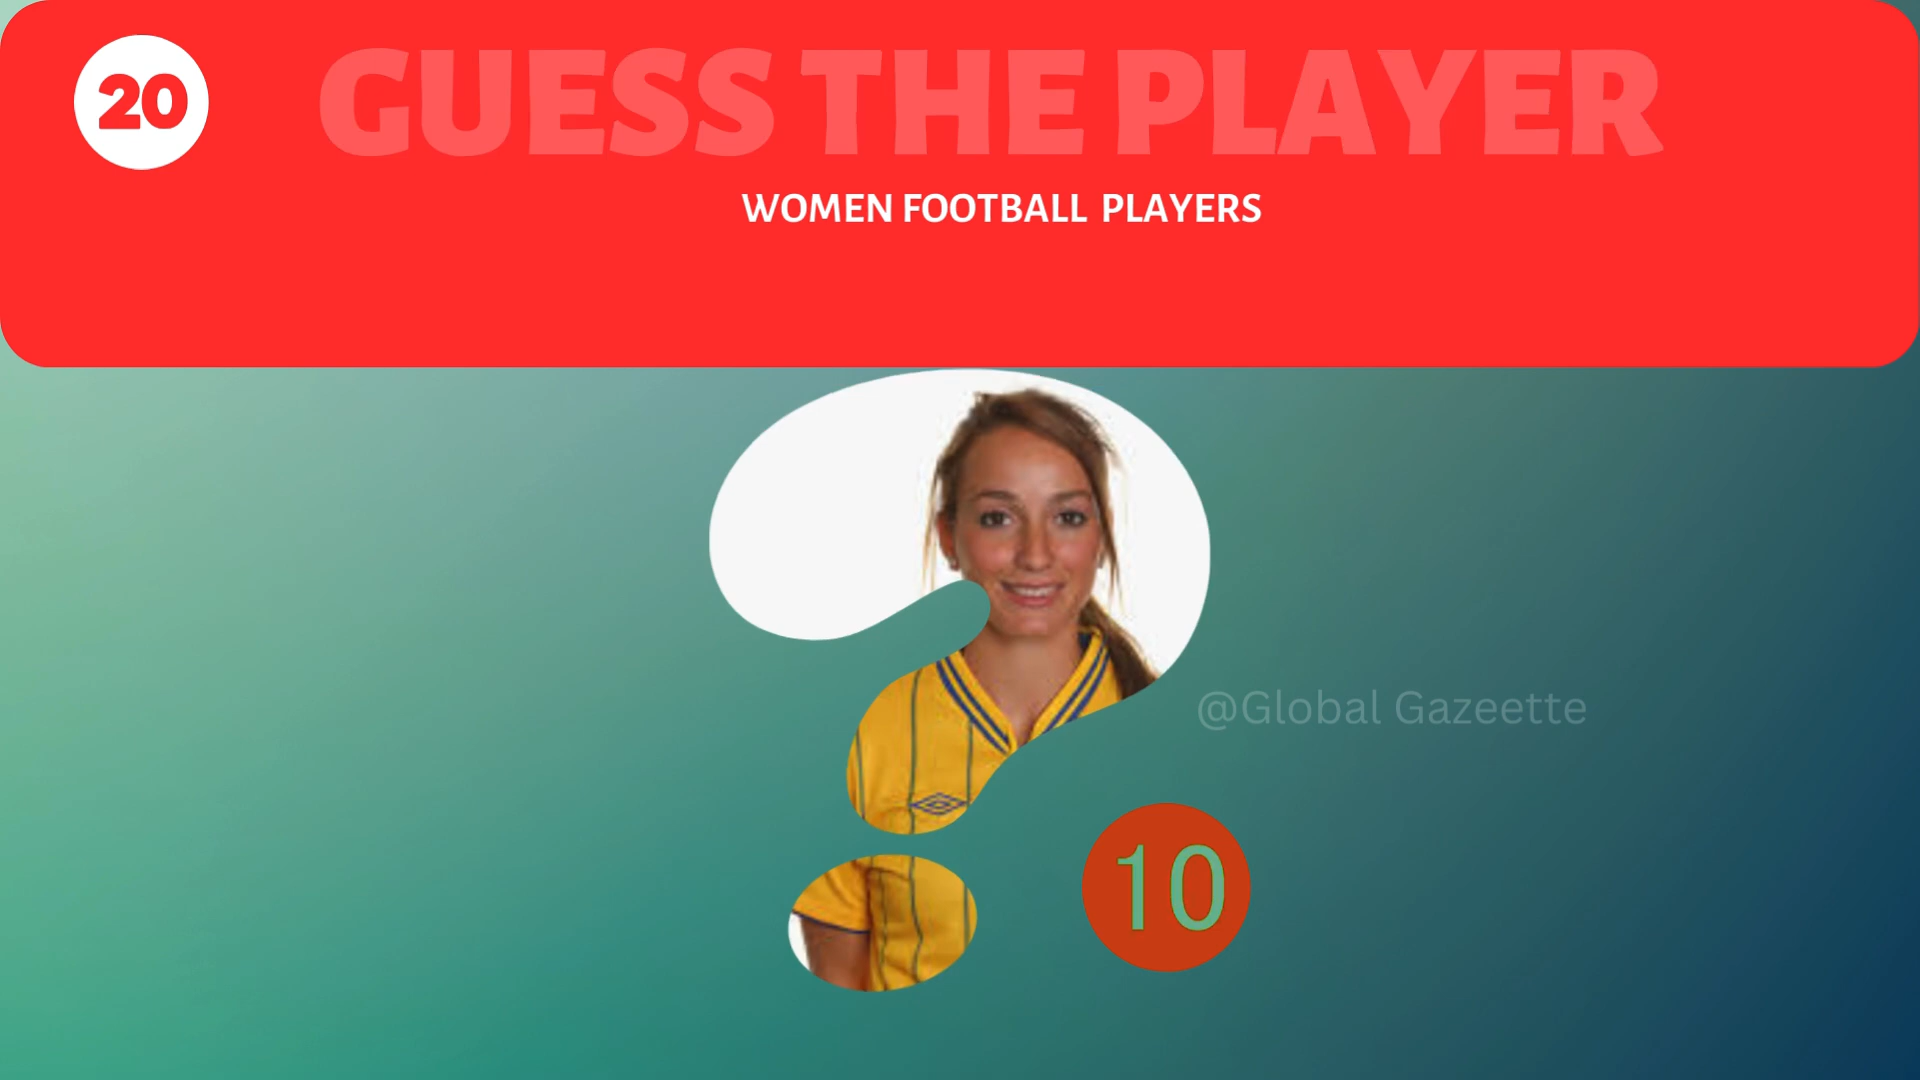 20
GUESS THE PLAYER
WOMEN FOOTBALL PLAYERS
@Global Gazeette
10